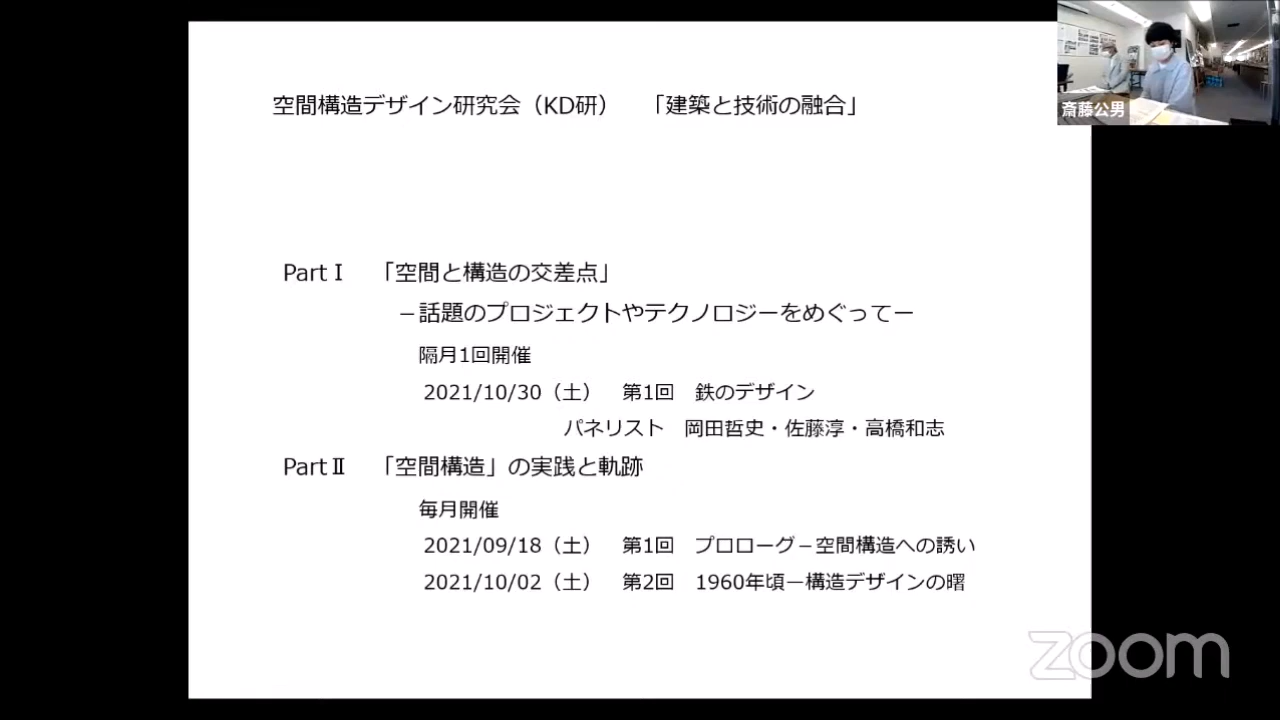 空間構造デザイン研究会（KD研）　「建築と技術の融合」
斎藤公男
Part Ⅰ　「空間と構造の交差点」
－話題のプロジェクトやテクノロジーをめぐってー
隔月1回開催
2021/10/30（土）　第1回　鉄のデザイン
パネリスト　岡田哲史・佐藤淳・高橋和志
Part Ⅱ　「空間構造」の実践と軌跡
毎月開催
2021/09/18（土）　第1回　プロローグ－空間構造への誘い
2021/10/02（土）　第2回　1960年頃―構造デザインの曙
zoom